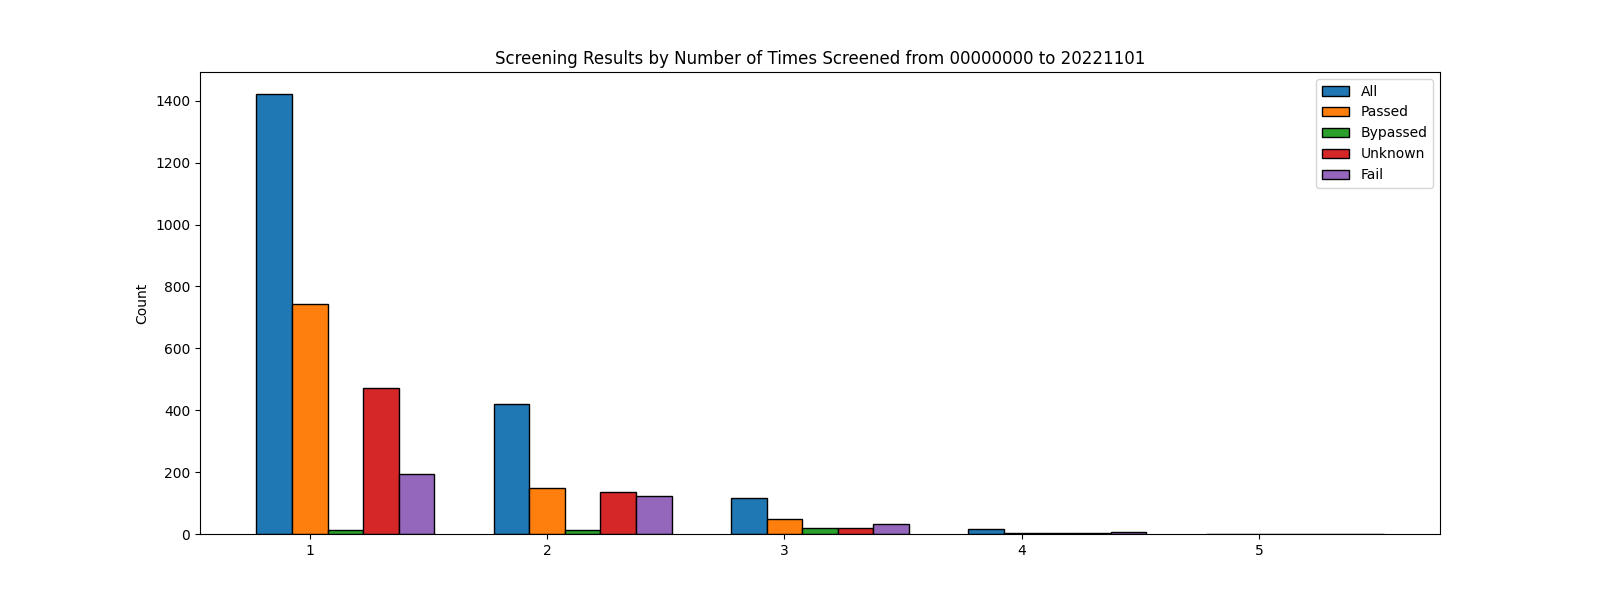 Screening Results by Number of Times Screened from 00000000 to 20221101
All
Passed
Bypassed
Unknown
Fail
Count
1400
1200
1000
800
600
400
200
0
1 2 3 4 5